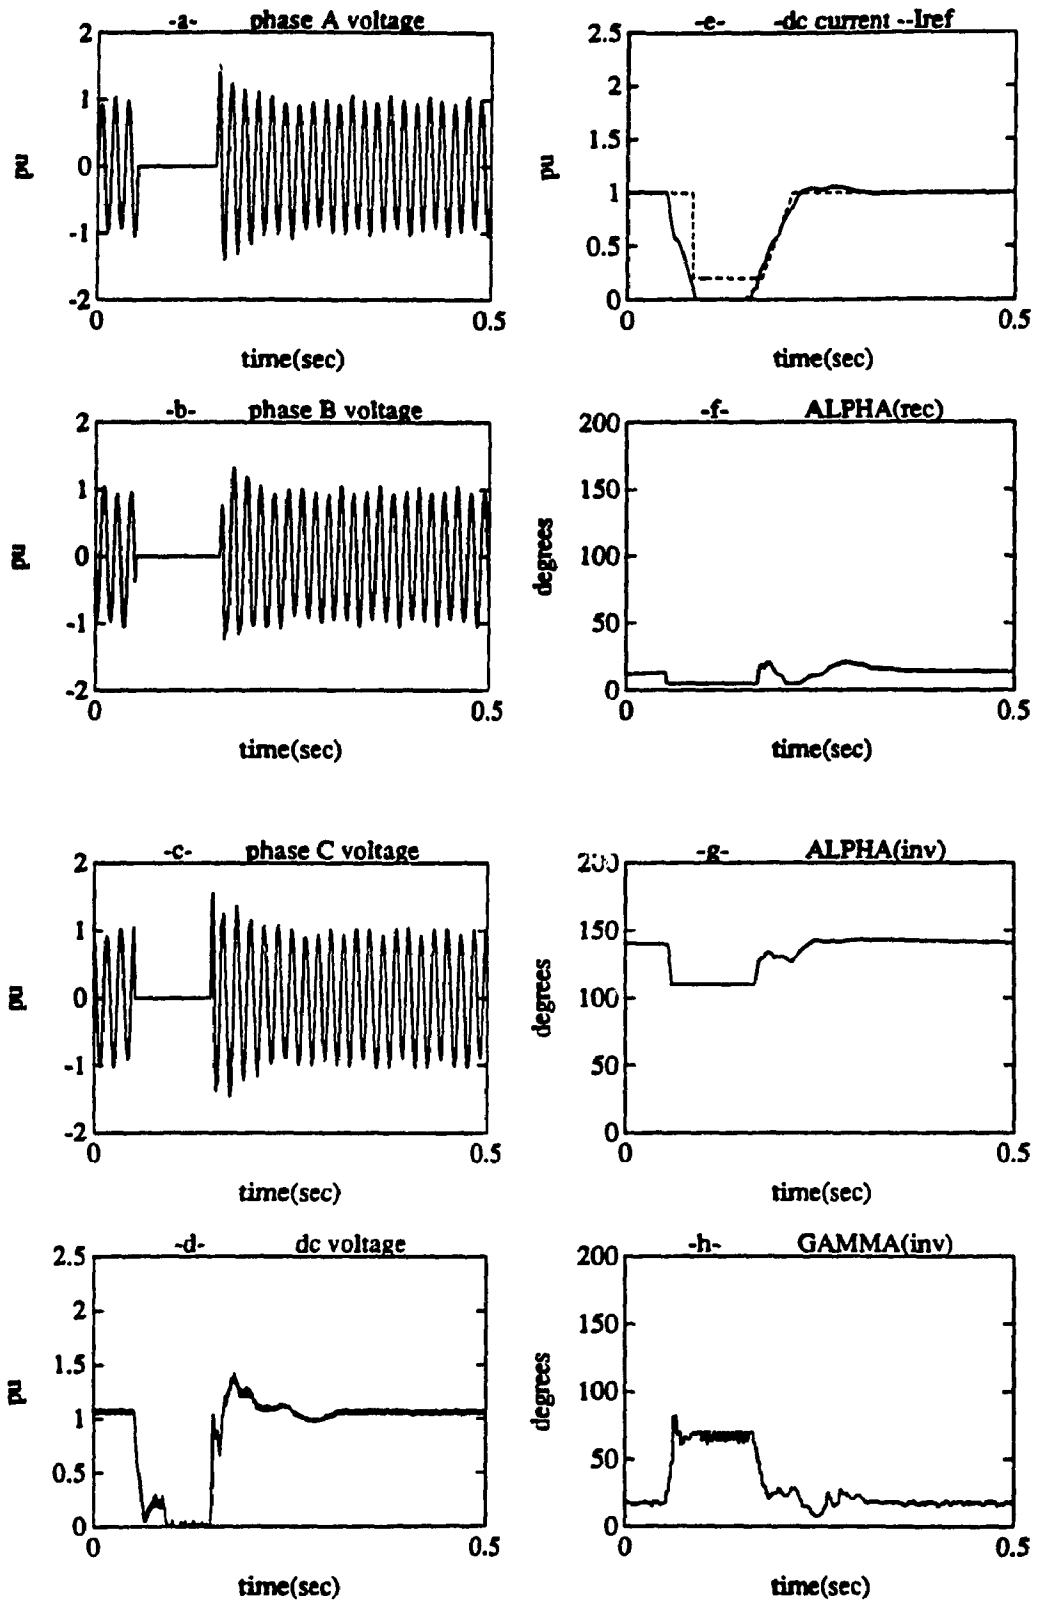 -a- phase A voltage
2
1
0
-1
-2
pu
0
0.5
time(sec)
-e- -dc current --Iref
2.5
2
1.5
1
0.5
0
pu
0
0.5
time(sec)
-b- phase B voltage
2
1
0
-1
-2
pu
0
0.5
time(sec)
-f- ALPHA(rec)
200
150
100
50
0
degrees
0
0.5
time(sec)
-c- phase C voltage
2
1
0
-1
-2
pu
0
0.5
time(sec)
-g- ALPHA(inv)
200
150
100
50
0
degrees
0
0.5
time(sec)
-d- dc voltage
2.5
2
1.5
1
0.5
0
pu
0
0.5
time(sec)
-h- GAMMA(inv)
200
150
100
50
0
degrees
0
0.5
time(sec)